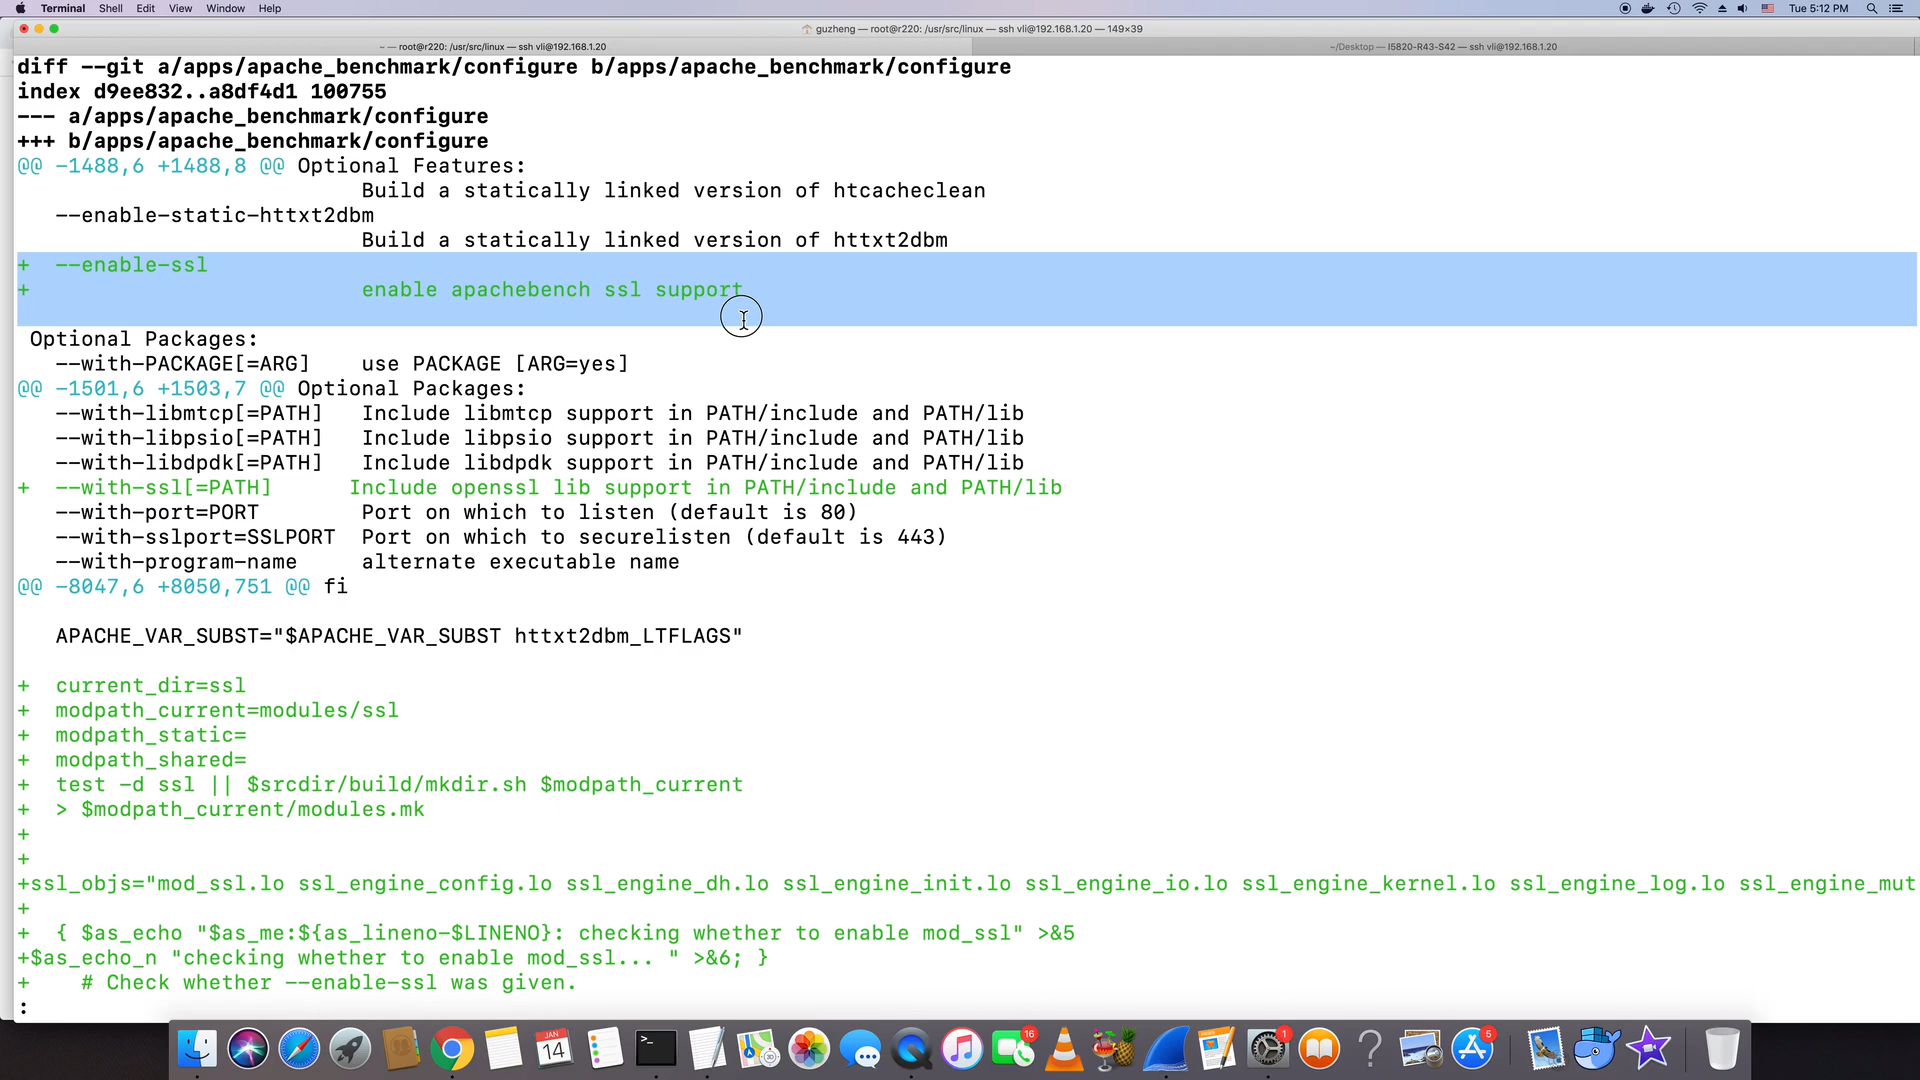 Terminal Shell Edit View Window Help Tue 5:12 PM
guzheng — root@r220: /usr/src/linux — ssh vli@192.168.1.20 — 149×39
~ — root@r220: /usr/src/linux — ssh vli@192.168.1.20 ~/Desktop — I5820-R43-S42 — ssh vli@192.168.1.20
diff --git a/apps/apache_benchmark/configure b/apps/apache_benchmark/configure
index d9ee832..a8df4d1 100755
--- a/apps/apache_benchmark/configure
+++ b/apps/apache_benchmark/configure
@@ -1488,6 +1488,8 @@ Optional Features:
Build a statically linked version of htcacheclean
--enable-static-httxt2dbm
Build a statically linked version of httxt2dbm
+ --enable-ssl
+ enable apachebench ssl support
Optional Packages:
--with-PACKAGE[=ARG] use PACKAGE [ARG=yes]
@@ -1501,6 +1503,7 @@ Optional Packages:
--with-libmtcp[=PATH] Include libmtcp support in PATH/include and PATH/lib
--with-libpsio[=PATH] Include libpsio support in PATH/include and PATH/lib
--with-libdpdk[=PATH] Include libdpdk support in PATH/include and PATH/lib
+ --with-ssl[=PATH] Include openssl lib support in PATH/include and PATH/lib
--with-port=PORT Port on which to listen (default is 80)
--with-sslport=SSLPORT Port on which to securelisten (default is 443)
--with-program-name alternate executable name
@@ -8047,6 +8050,751 @@ fi
APACHE_VAR_SUBST="$APACHE_VAR_SUBST httxt2dbm_LTFLAGS"
+ current_dir=ssl
+ modpath_current=modules/ssl
+ modpath_static=
+ modpath_shared=
+ test -d ssl || $srcdir/build/mkdir.sh $modpath_current
+ > $modpath_current/modules.mk
+
+
+ssl_objs="mod_ssl.lo ssl_engine_config.lo ssl_engine_dh.lo ssl_engine_init.lo ssl_engine_io.lo ssl_engine_kernel.lo ssl_engine_log.lo ssl_engine_mut
+
+ { $as_echo "$as_me:${as_lineno-$LINENO}: checking whether to enable mod_ssl" >&5
+$as_echo_n "checking whether to enable mod_ssl... " >&6; }
+ # Check whether --enable-ssl was given.
:
JAN
14
>_
3D
16
1
?
5